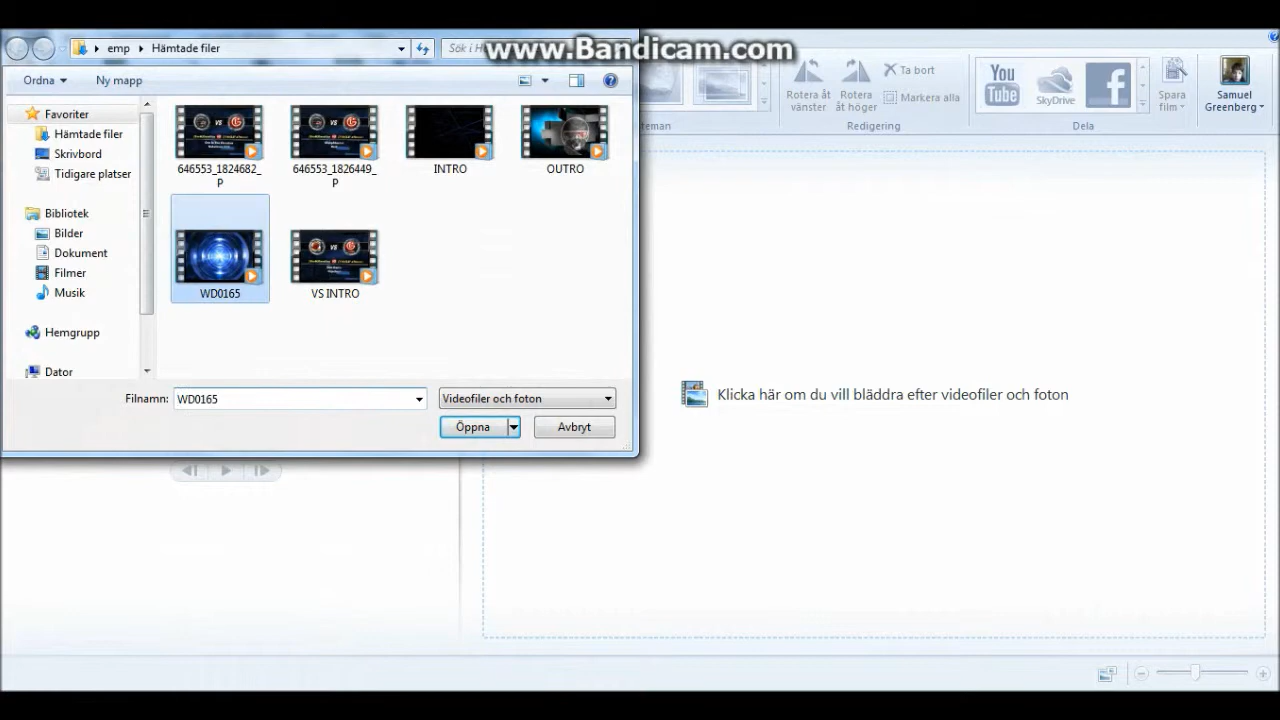 www.Bandicam.com
emp
Hämtade filer
Sök i H
Ordna
Ny mapp
Favoriter
Hämtade filer
Skrivbord
Tidigare platser
Bibliotek
Bilder
Dokument
Filmer
Musik
Hemgrupp
Dator
646553_1824682_
P
646553_1826449_
P
INTRO
OUTRO
WD0165
VS INTRO
Filnamn:
WD0165
Videofiler och foton
Öppna
Avbryt
Rotera åt
vänster
Rotera
åt höger
Ta bort
Markera alla
Redigering
You
Tube
SkyDrive
Dela
Spara
film
Samuel
Greenberg
Klicka här om du vill bläddra efter videofiler och foton